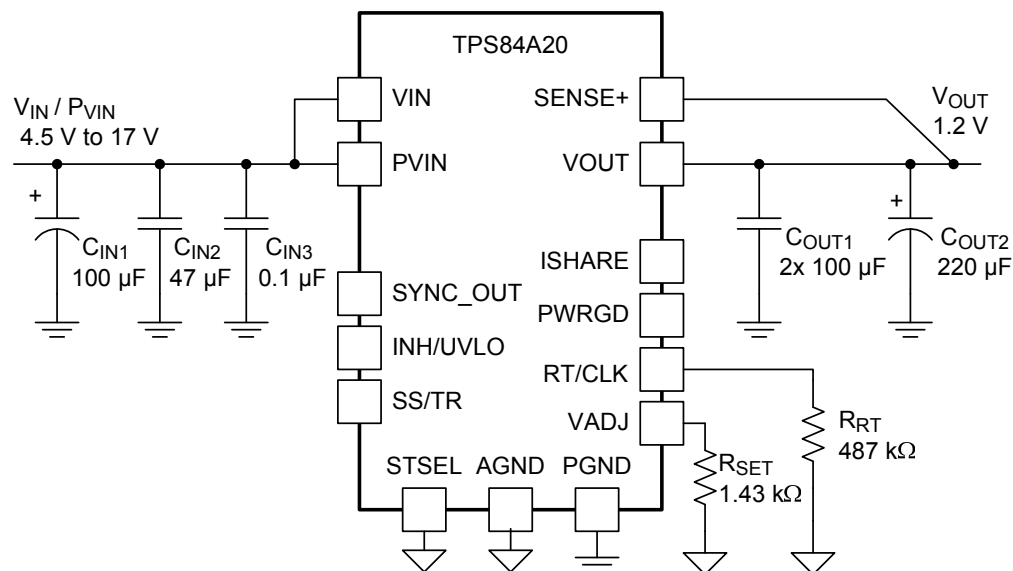 TPS84A20
VIN
SENSE+
V_IN / P_VIN
4.5 V to 17 V
V_OUT
1.2 V
PVIN
VOUT
+
+
C_IN1
100 µF
C_IN2
47 µF
C_IN3
0.1 µF
C_OUT1
2x 100 µF
C_OUT2
220 µF
ISHARE
SYNC_OUT
PWRGD
INH/UVLO
RT/CLK
SS/TR
VADJ
R_RT
487 kΩ
STSEL AGND PGND
R_SET
1.43 kΩ